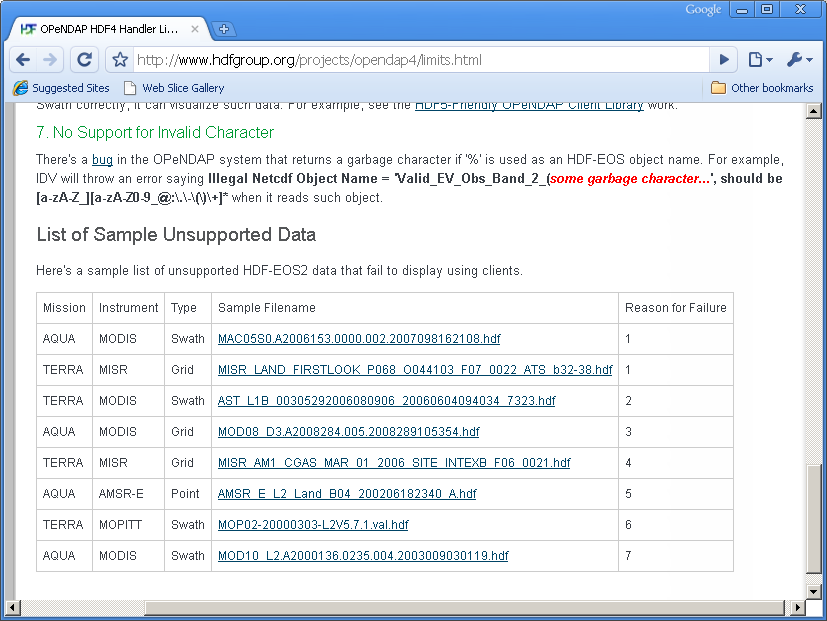 Google
OPeNDAP HDF4 Handler Li...
http://www.hdfgroup.org/projects/opendap4/limits.html
Suggested Sites Web Slice Gallery Other bookmarks
Swath correctly, it can visualize such data. For example, see the HDF5-Friendly OPeNDAP Client Library work.
7. No Support for Invalid Character
There's a bug in the OPeNDAP system that returns a garbage character if '%' is used as an HDF-EOS object name. For example,
IDV will throw an error saying Illegal Netcdf Object Name = 'Valid_EV_Obs_Band_2_(some garbage character...', should be
[a-zA-Z_][a-zA-Z0-9_@:\.\-\(\)\+]* when it reads such object.
List of Sample Unsupported Data
Here's a sample list of unsupported HDF-EOS2 data that fail to display using clients.
Mission Instrument Type Sample Filename Reason for Failure
AQUA MODIS Swath MAC05S0.A2006153.0000.002.2007098162108.hdf 1
TERRA MISR Grid MISR_LAND_FIRSTLOOK_P068_O044103_F07_0022_ATS_b32-38.hdf 1
TERRA MODIS Swath AST_L1B_00305292006080906_20060604094034_7323.hdf 2
AQUA MODIS Grid MOD08_D3.A2008284.005.2008289105354.hdf 3
TERRA MISR Grid MISR_AM1_CGAS_MAR_01_2006_SITE_INTEXB_F06_0021.hdf 4
AQUA AMSR-E Point AMSR_E_L2_Land_B04_200206182340_A.hdf 5
TERRA MOPITT Swath MOP02-20000303-L2V5.7.1.val.hdf 6
AQUA MODIS Swath MOD10_L2.A2000136.0235.004.2003009030119.hdf 7